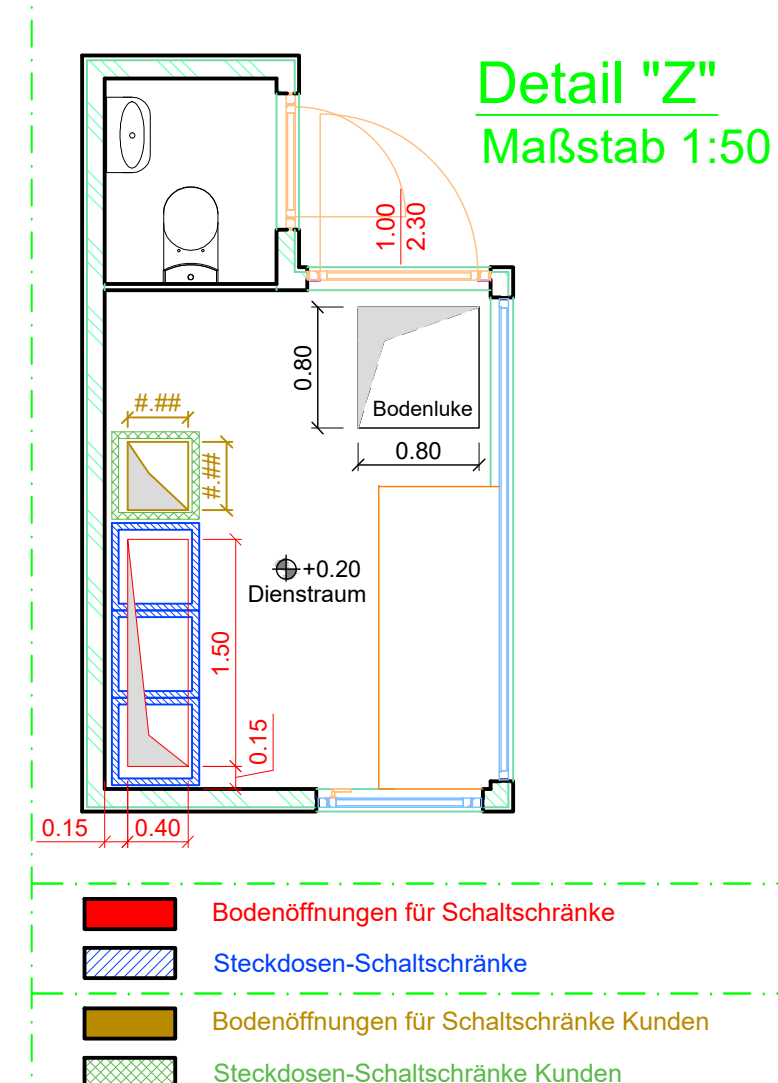 Detail "Z"
Maßstab 1:50
1.00
2.30
0.80
Bodenluke
0.80
#.##
#.##
+0.20
Dienstraum
1.50
0.15
0.15
0.40
Bodenöffnungen für Schaltschränke
Steckdosen-Schaltschränke
Bodenöffnungen für Schaltschränke Kunden
Steckdosen-Schaltschränke Kunden